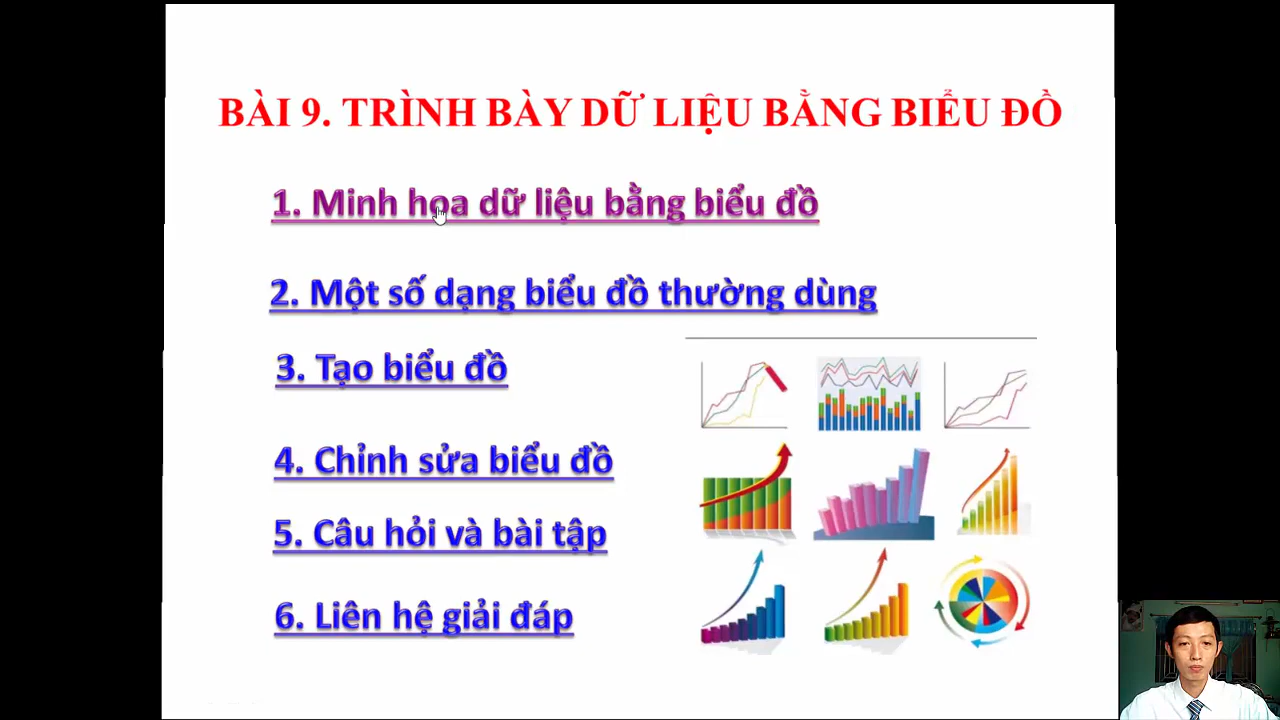 BÀI 9. TRÌNH BÀY DỮ LIỆU BẰNG BIỂU ĐỒ
1. Minh họa dữ liệu bằng biểu đồ
2. Một số dạng biểu đồ thường dùng
3. Tạo biểu đồ
4. Chỉnh sửa biểu đồ
5. Câu hỏi và bài tập
6. Liên hệ giải đáp